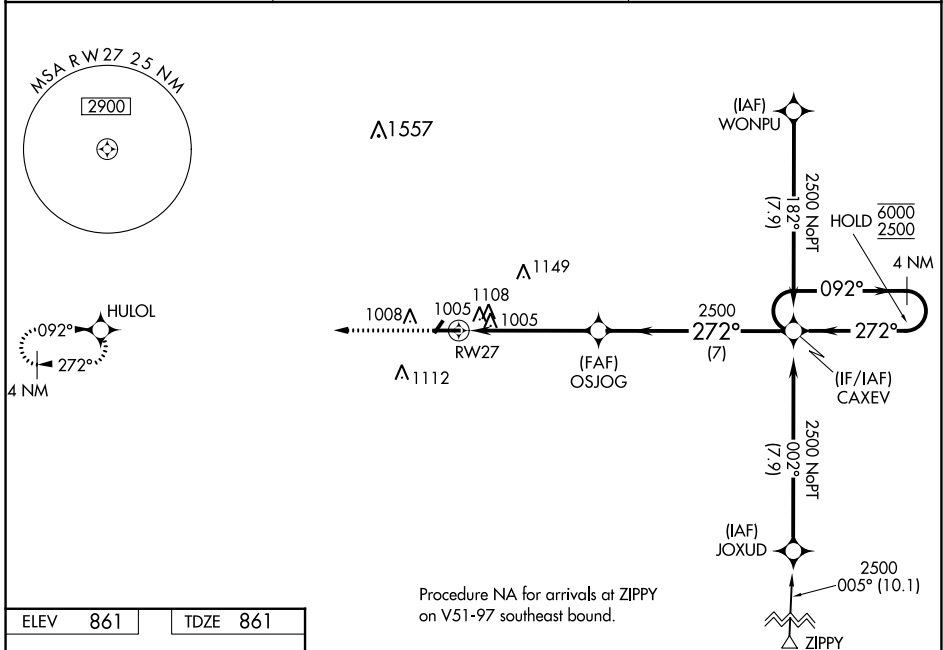 MSA RW27 25 NM
2900
1557
(IAF)
WONPU
2500 NoPT
182°
(7.9)
HOLD 6000
2500
4 NM
1149
092°
HULOL
092°
272°
4 NM
1008
1005
1108
1005
RW27
1112
(FAF)
OSJOG
2500
272°
(7)
272°
(IF/IAF)
CAXEV
2500 NoPT
002°
(7.9)
(IAF)
JOXUD
2500
005° (10.1)
ZIPPY
Procedure NA for arrivals at ZIPPY
on V51-97 southeast bound.
ELEV 861
TDZE 861